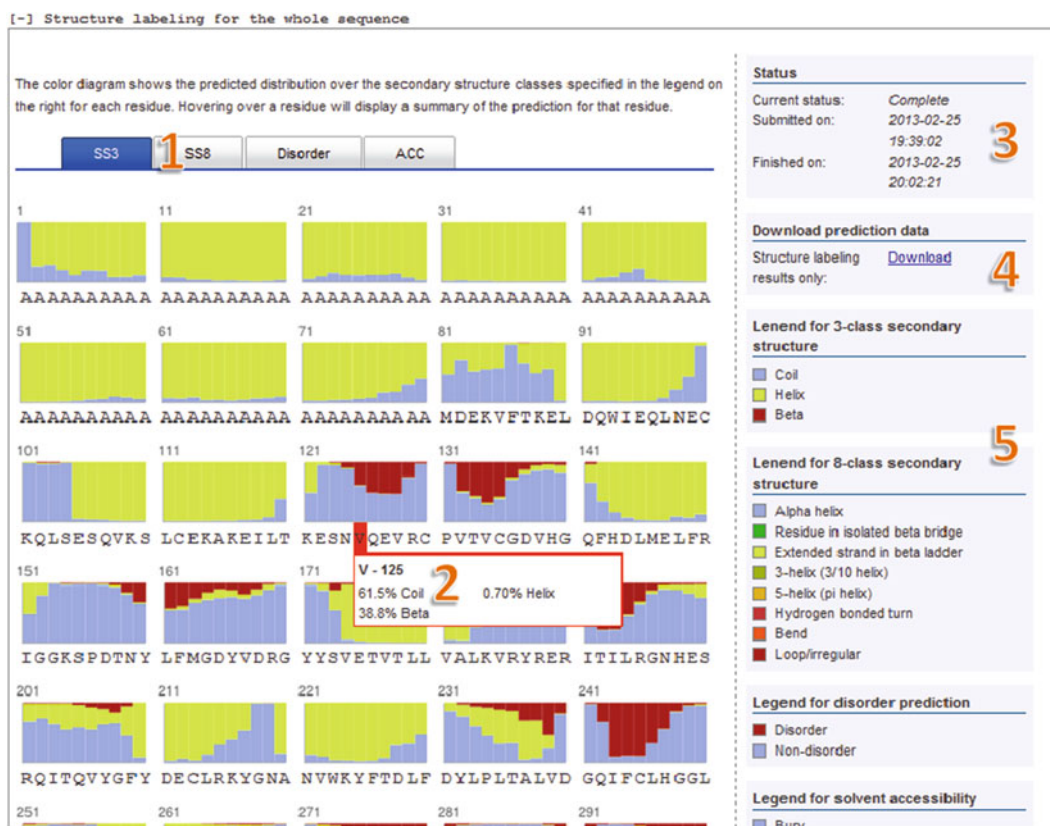 [-] Structure labeling for the whole sequence
The color diagram shows the predicted distribution over the secondary structure classes specified in the legend on
the right for each residue. Hovering over a residue will display a summary of the prediction for that residue.
SS3 1 SS8 Disorder ACC
1 11 21 31 41
AAAAAAAAAA AAAAAAAAAA AAAAAAAAAA AAAAAAAAAA AAAAAAAAAA
51 61 71 81 91
AAAAAAAAAA AAAAAAAAAA AAAAAAAAAA MDEKVFTKEL DQWIEQLNEC
101 111 121 131 141
KQLSESQVKS LCEKAKEILT KESNVQEVRC PVTVCGDVHG QFHDLMELFR
V - 125
61.5% Coil 0.70% Helix
38.8% Beta
2
151 161 171
IGGKSPDTNY LFMGDYVDRG YYSVETVTLL VALKVRYRER ITILRGNHES
201 211 221 231 241
RQITQVYGFY DECLRKYGNA NVWKYFTDLF DYLPLTALVD GQIFCLHGGL
251 261 271 281 291
Status
Current status: Complete
Submitted on: 2013-02-25
19:39:02
Finished on: 2013-02-25
20:02:21
3
Download prediction data
Structure labeling Download
results only:
4
Lenend for 3-class secondary
structure
Coil
Helix
Beta
5
Lenend for 8-class secondary
structure
Alpha helix
Residue in isolated beta bridge
Extended strand in beta ladder
3-helix (3/10 helix)
5-helix (pi helix)
Hydrogen bonded turn
Bend
Loop/irregular
Legend for disorder prediction
Disorder
Non-disorder
Legend for solvent accessibility
Bury